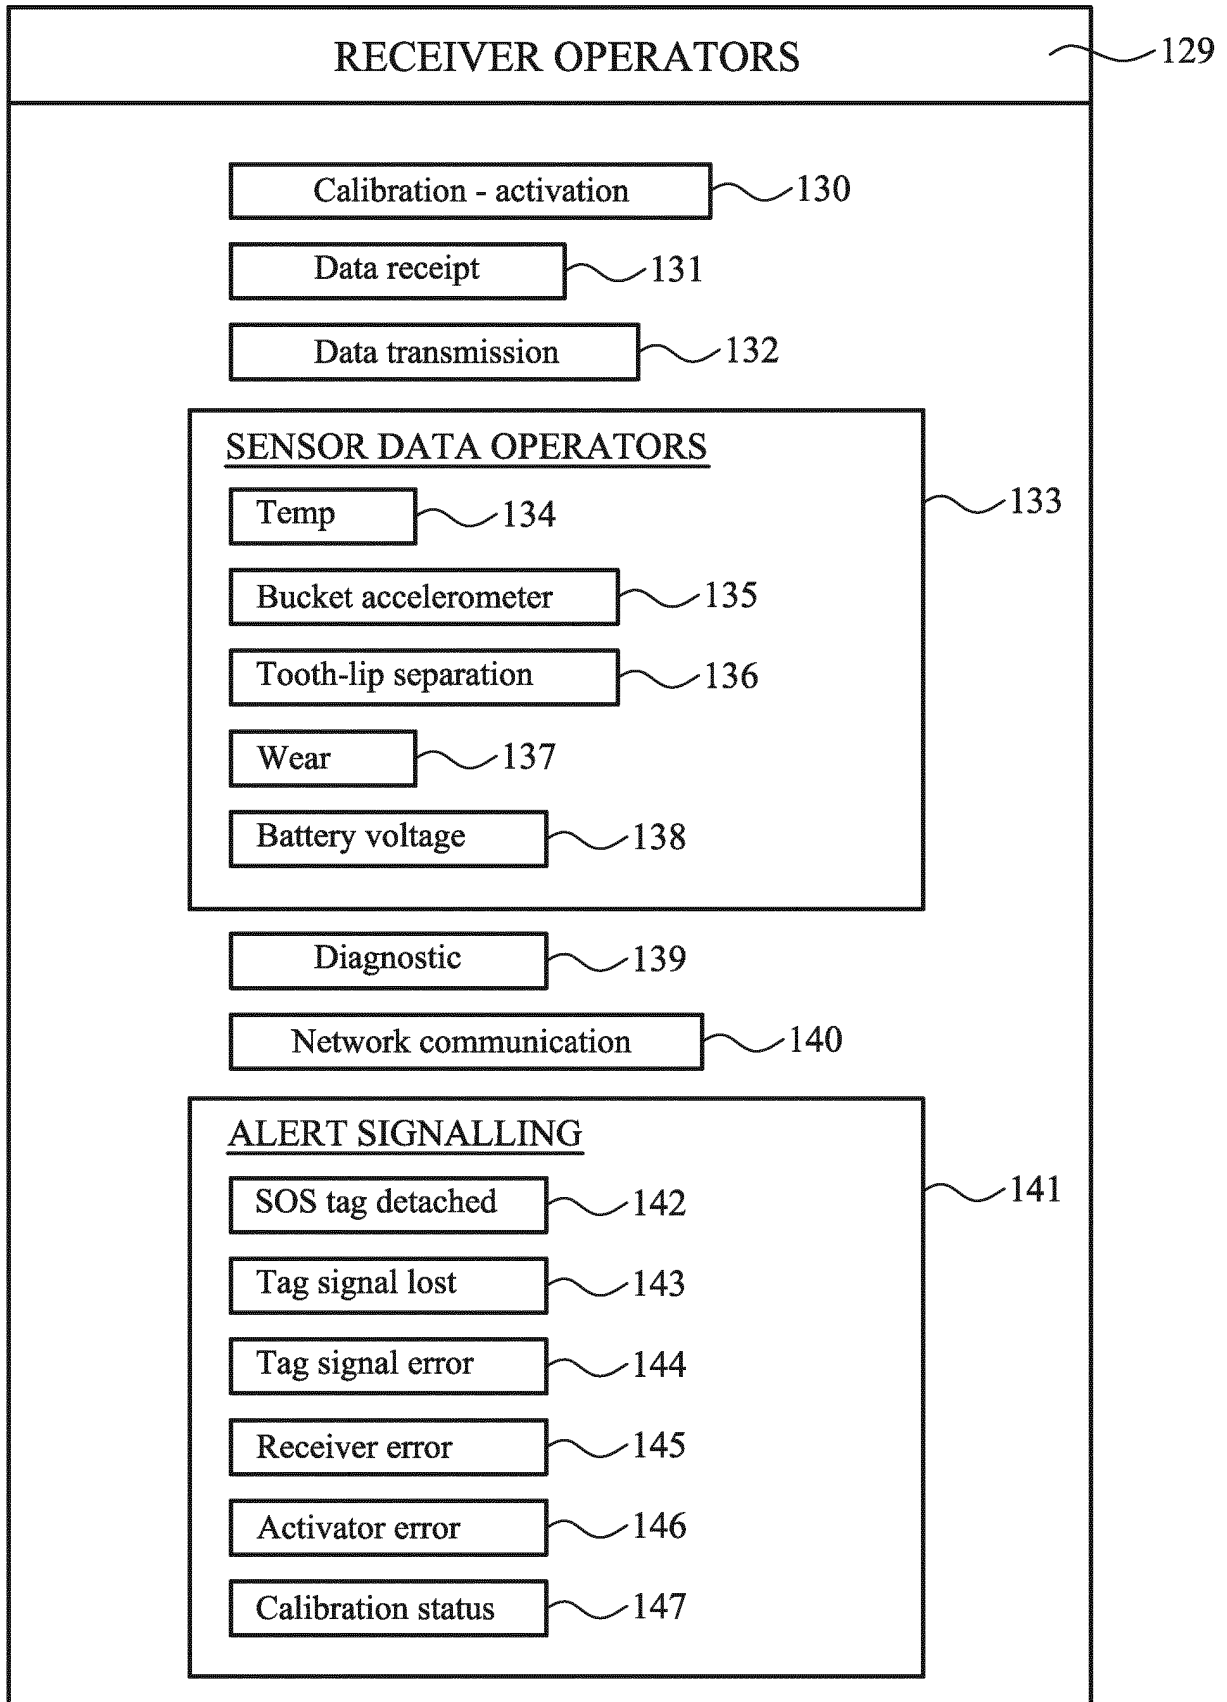 RECEIVER OPERATORS 129
Calibration - activation 130
Data receipt 131
Data transmission 132
SENSOR DATA OPERATORS
133
Temp 134
Bucket accelerometer 135
Tooth-lip separation 136
Wear 137
Battery voltage 138
Diagnostic 139
Network communication 140
ALERT SIGNALLING
141
SOS tag detached 142
Tag signal lost 143
Tag signal error 144
Receiver error 145
Activator error 146
Calibration status 147